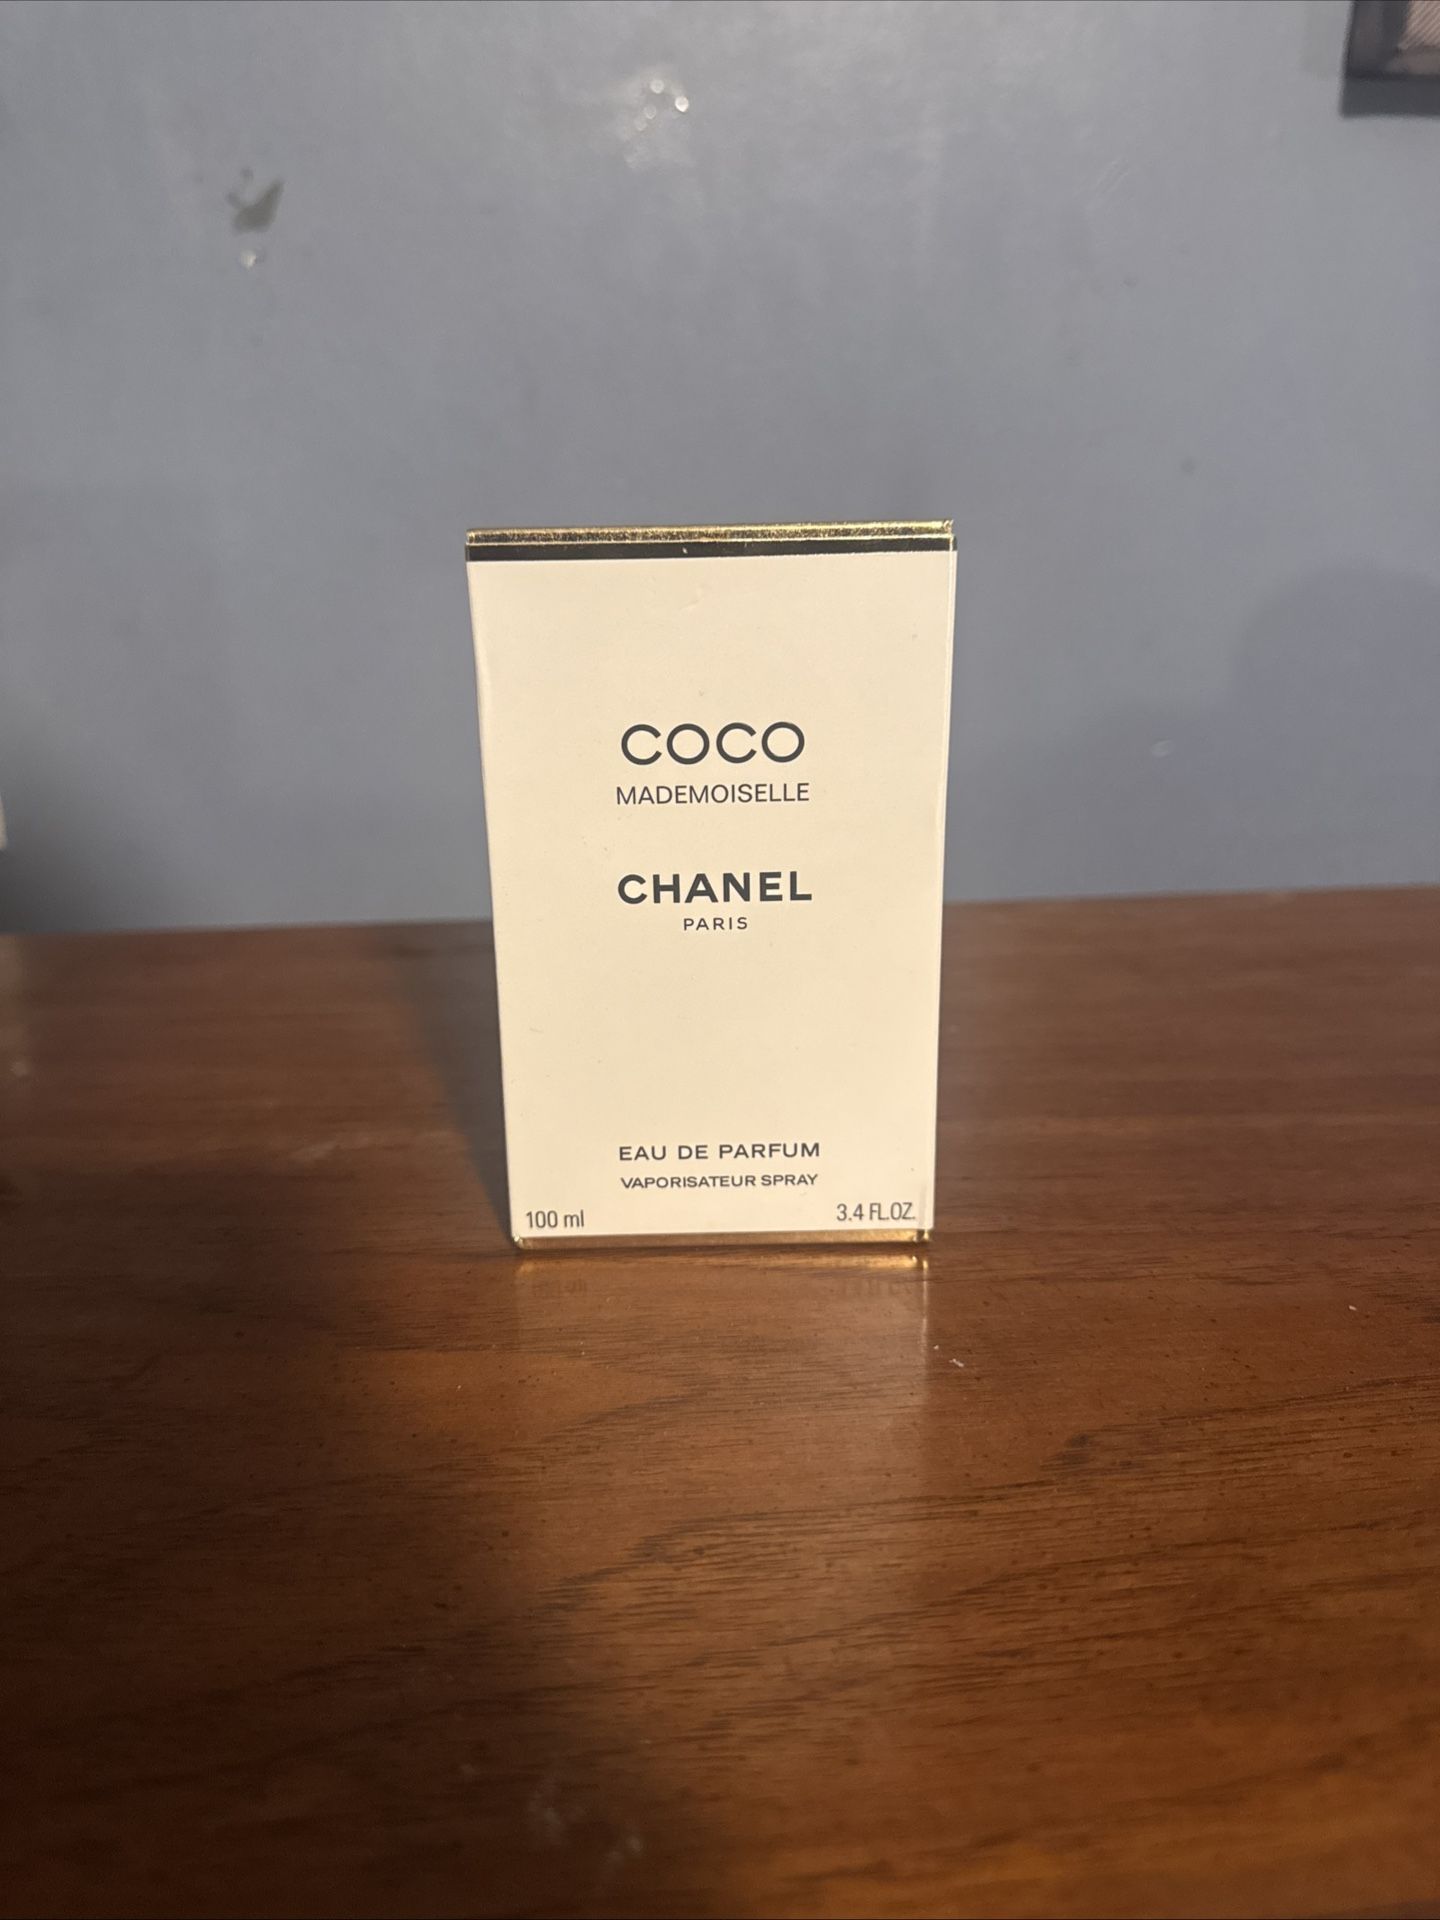 COCO
MADEMOISELLE
CHANEL
PARIS
EAU DE PARFUM
VAPORISATEUR SPRAY
100 ml 3.4 FL.OZ.